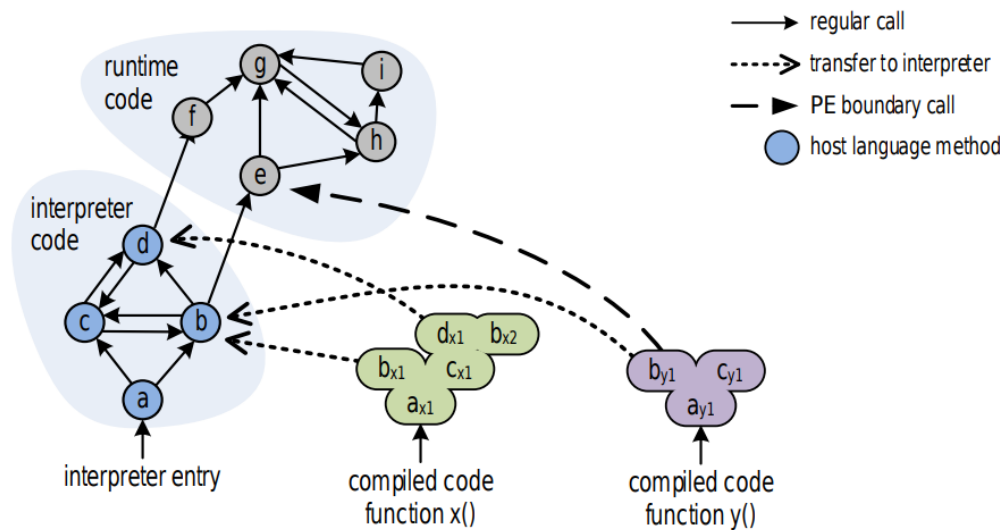 regular call
transfer to interpreter
PE boundary call
host language method
runtime
code
g
i
f
h
e
interpreter
code
d
c
b
a
interpreter entry
dx1 bx2
bx1 cx1
ax1
compiled code
function x()
by1 cy1
ay1
compiled code
function y()